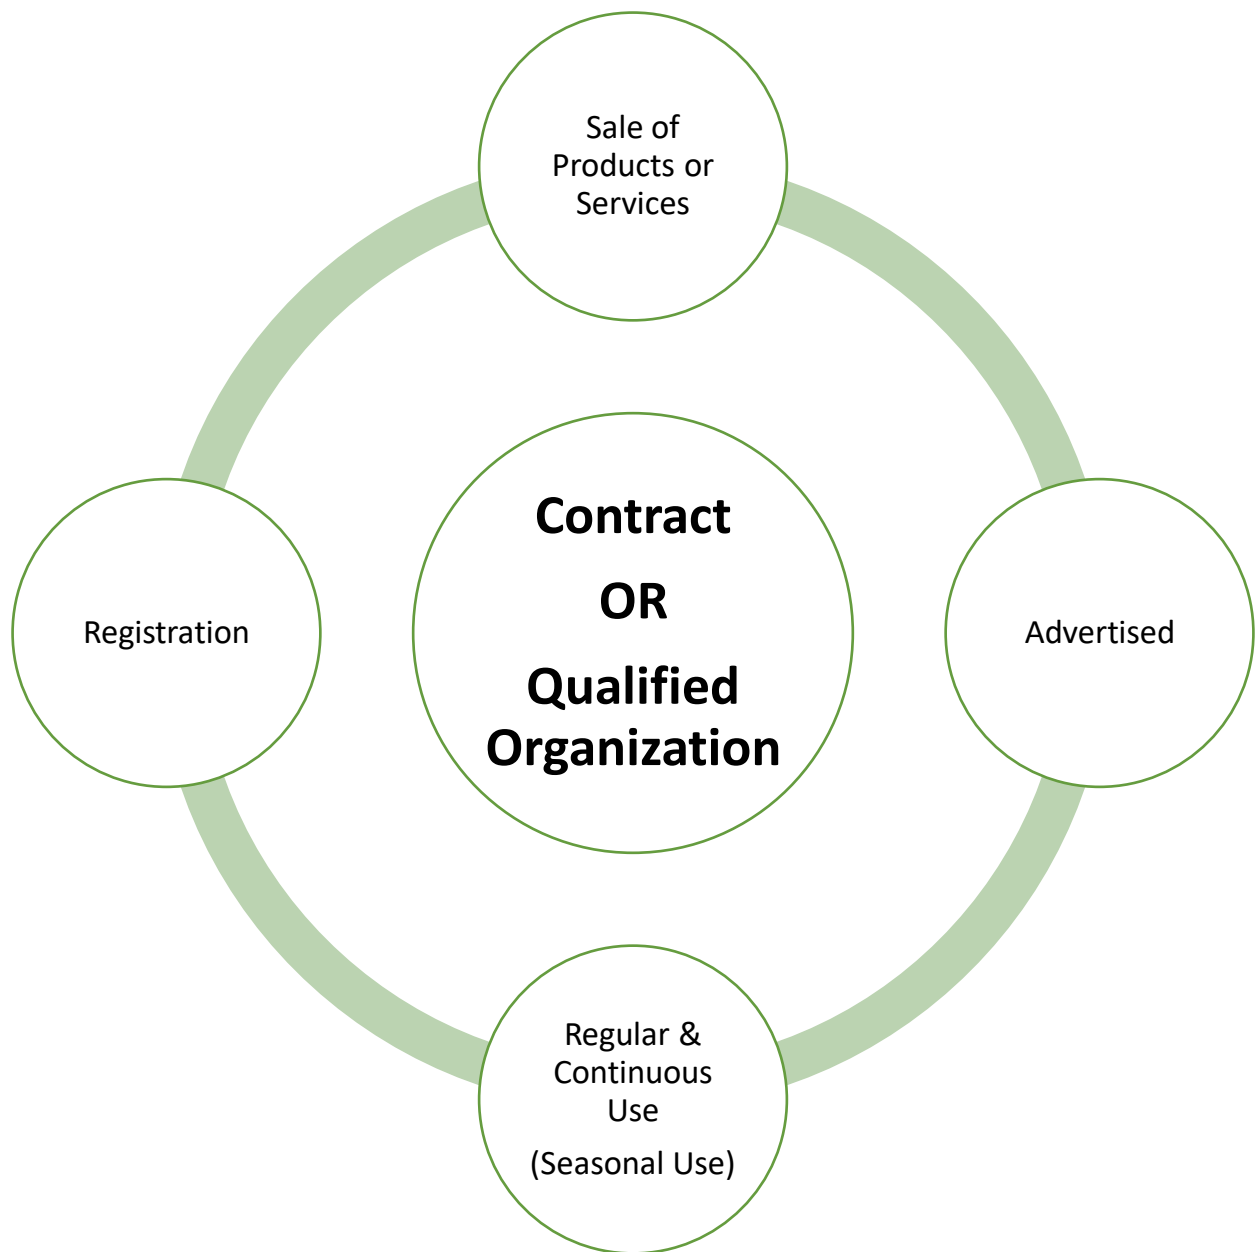 Sale of
Products or
Services
Registration
Contract
OR
Qualified
Organization
Advertised
Regular &
Continuous
Use
(Seasonal Use)